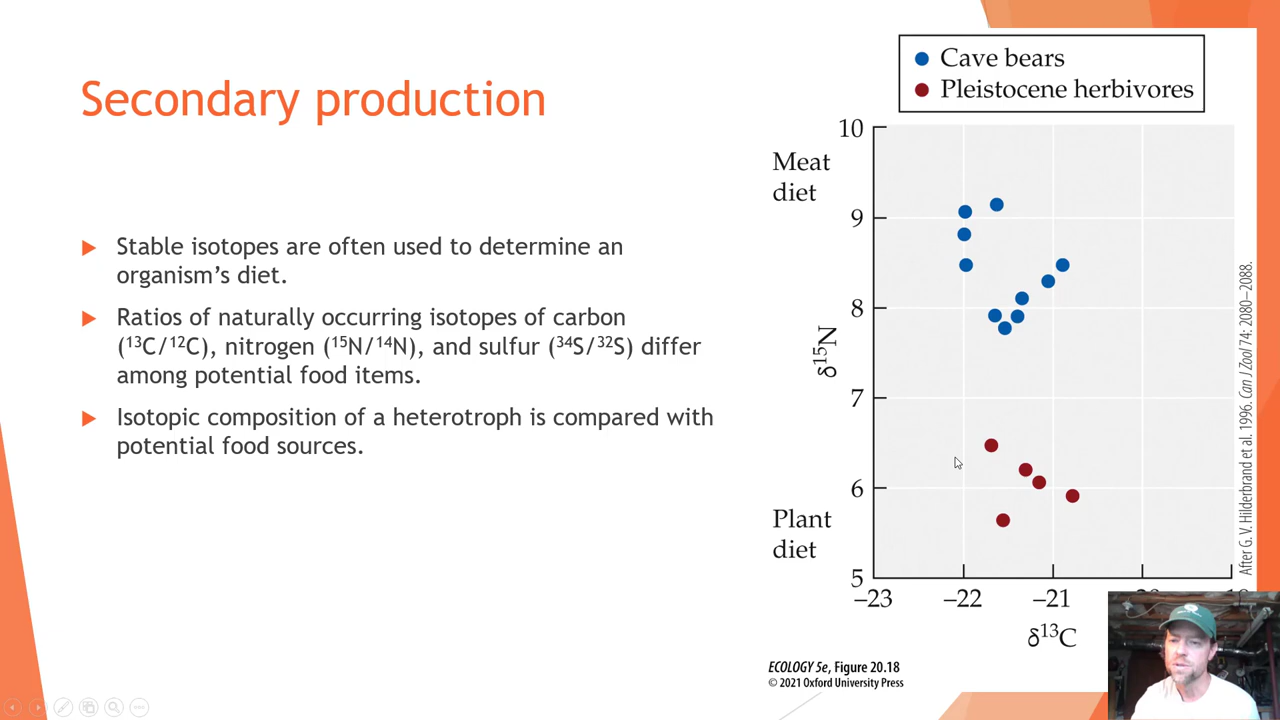 Secondary production
Stable isotopes are often used to determine an
organism’s diet.
Ratios of naturally occurring isotopes of carbon
(¹³C/¹²C), nitrogen (¹⁵N/¹⁴N), and sulfur (³⁴S/³²S) differ
among potential food items.
Isotopic composition of a heterotroph is compared with
potential food sources.
Cave bears
Pleistocene herbivores
10
Meat
diet
9
8
δ¹⁵N
7
6
Plant
diet
5
–23
–22
–21
δ¹³C
After G. V. Hilderbrand et al. 1996. Can J Zool 74: 2080–2088.
ECOLOGY 5e, Figure 20.18
© 2021 Oxford University Press